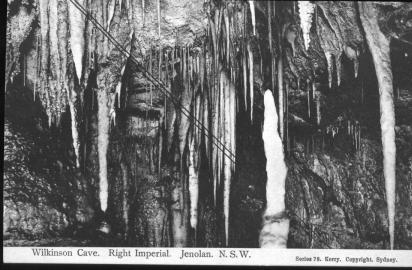 Wilkinson Cave. Right Imperial. Jenolan. N. S. W. Series 78. Kerry. Copyright. Sydney.